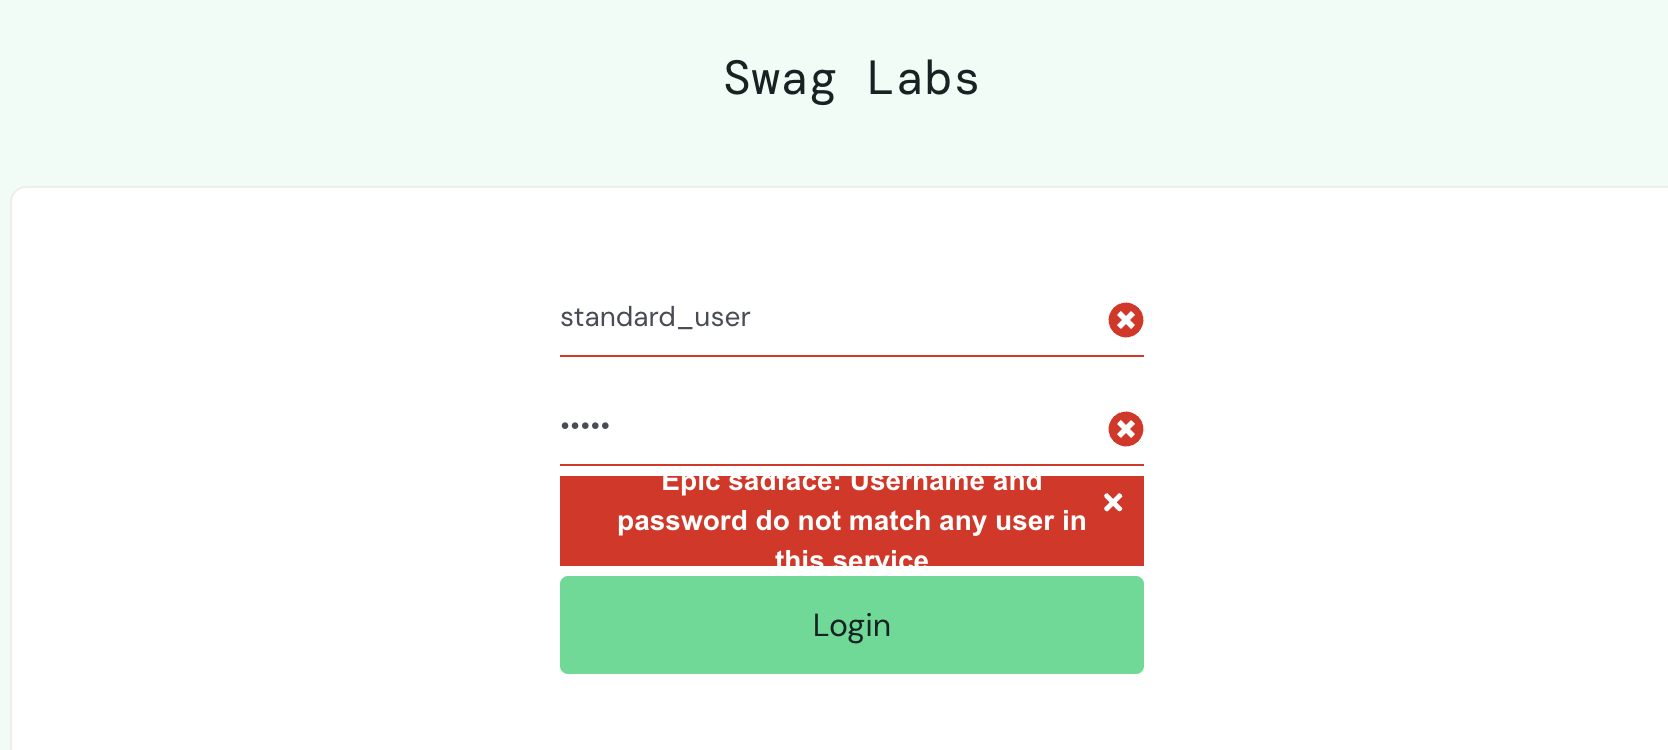 Swag Labs
standard_user
•••••
Epic sadface: Username and
password do not match any user in
this service
Login